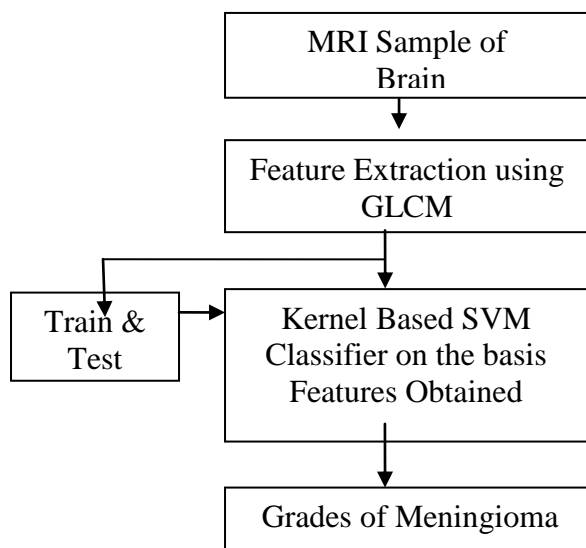 MRI Sample of
Brain
Feature Extraction using
GLCM
Train &
Test
Kernel Based SVM
Classifier on the basis
Features Obtained
Grades of Meningioma